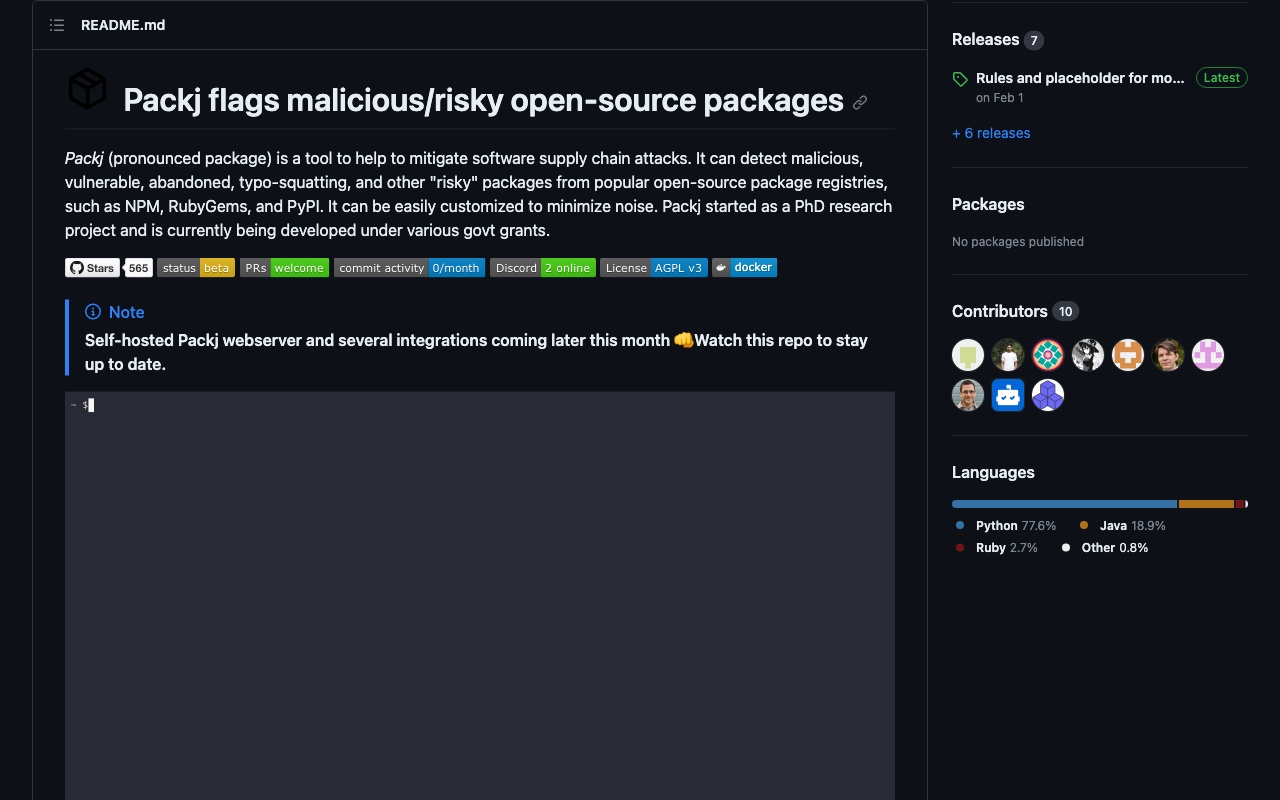 README.md
Packj flags malicious/risky open-source packages
Packj (pronounced package) is a tool to help to mitigate software supply chain attacks. It can detect malicious,
vulnerable, abandoned, typo-squatting, and other "risky" packages from popular open-source package registries,
such as NPM, RubyGems, and PyPI. It can be easily customized to minimize noise. Packj started as a PhD research
project and is currently being developed under various govt grants.
Stars 565 status beta PRs welcome commit activity 0/month Discord 2 online License AGPL v3 docker
Note
Self-hosted Packj webserver and several integrations coming later this month 👊Watch this repo to stay
up to date.
~ $
Releases 7
Rules and placeholder for mo... Latest
on Feb 1
+ 6 releases
Packages
No packages published
Contributors 10
Languages
Python 77.6% Java 18.9%
Ruby 2.7% Other 0.8%